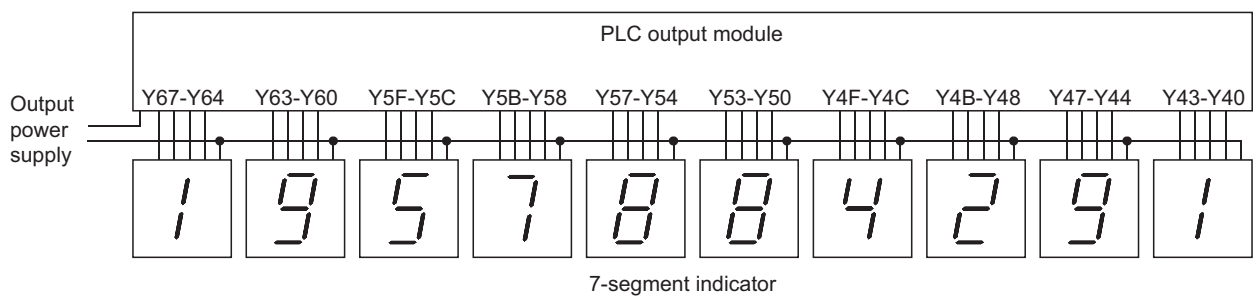 PLC output module
Y67-Y64 Y63-Y60 Y5F-Y5C Y5B-Y58 Y57-Y54 Y53-Y50 Y4F-Y4C Y4B-Y48 Y47-Y44 Y43-Y40
Output
power
supply
1 9 5 7 8 8 4 2 9 1
7-segment indicator